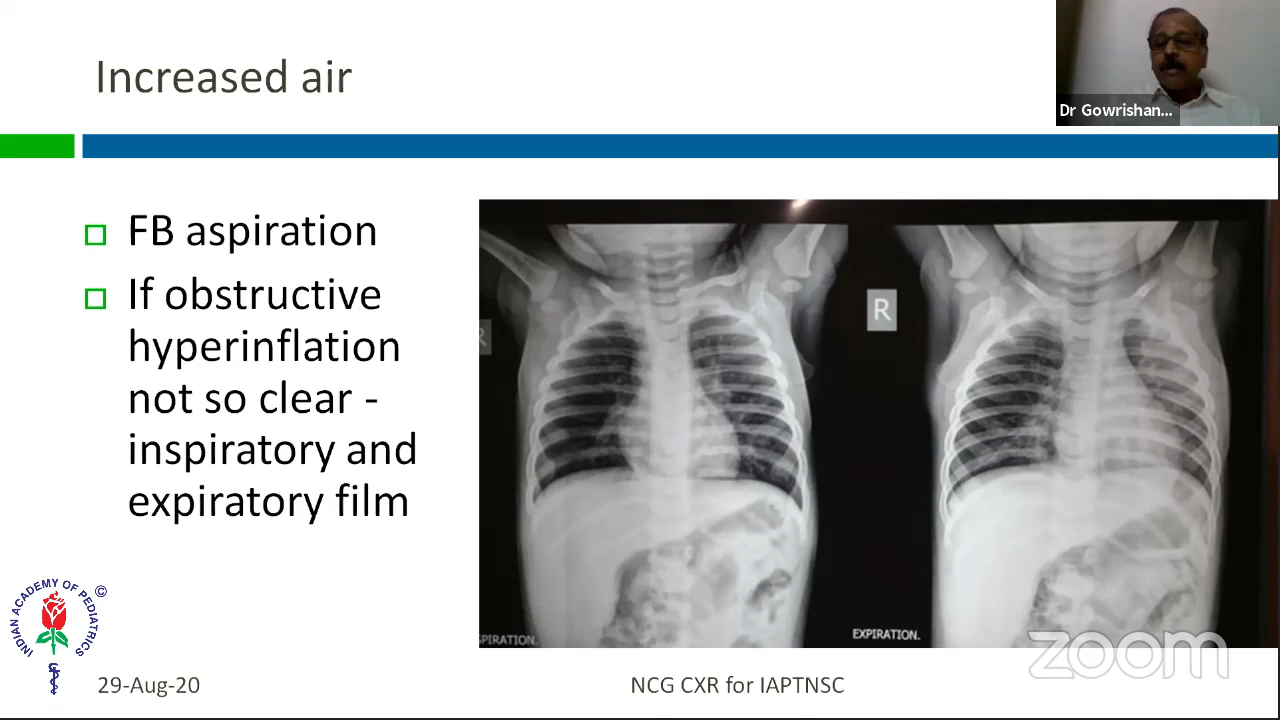 Increased air
Dr Gowrishan...
FB aspiration
If obstructive
hyperinflation
not so clear -
inspiratory and
expiratory film
R
R
SPIRATION.
EXPIRATION.
INDIAN ACADEMY OF PEDIATRICS
©
29-Aug-20
NCG CXR for IAPTNSC
zoom